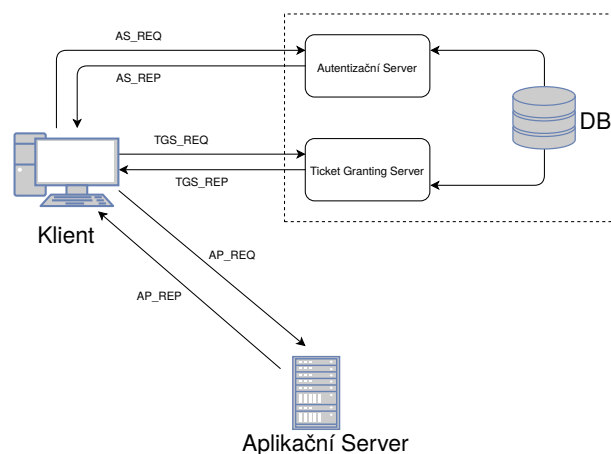 AS_REQ
Autentizační Server
AS_REP
DB
TGS_REQ
Ticket Granting Server
TGS_REP
Klient
AP_REQ
AP_REP
Aplikační Server